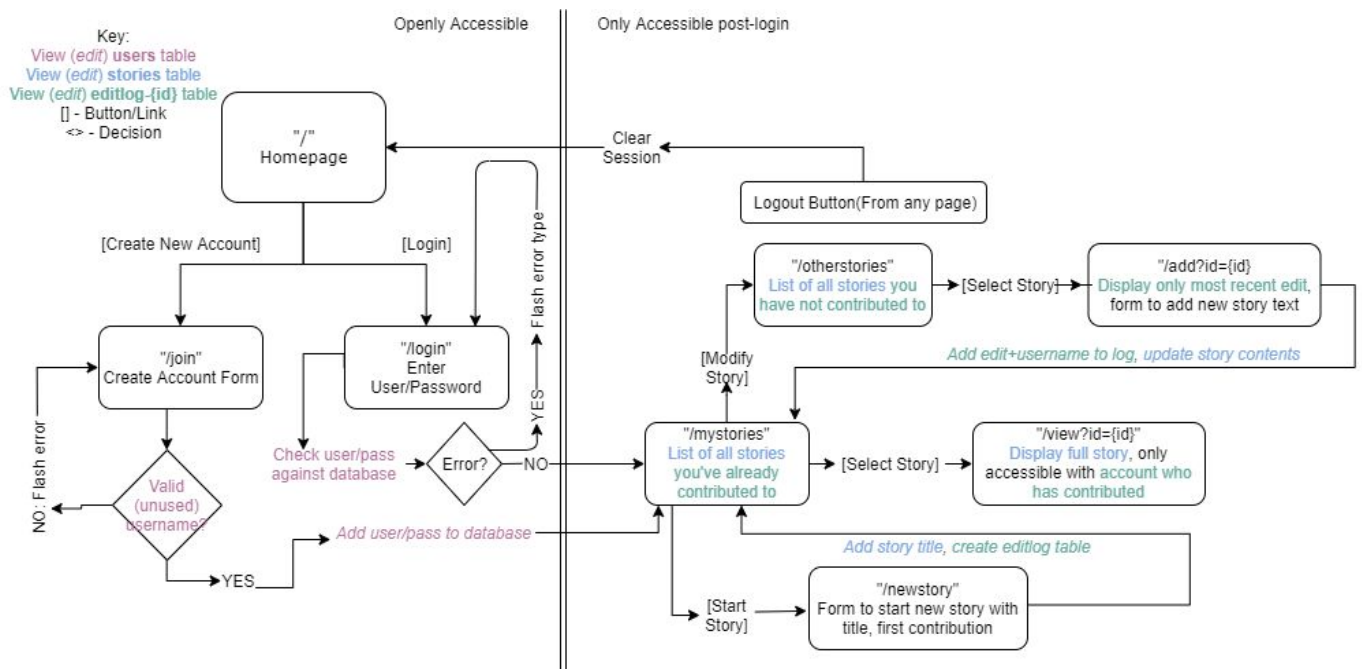 Openly Accessible
Only Accessible post-login
Key:
View (edit) users table
View (edit) stories table
View (edit) editlog-{id} table
[] - Button/Link
<> - Decision
"/"
Homepage
Clear
Session
Logout Button(From any page)
[Create New Account]
[Login]
Flash error type
YES
"/otherstories"
List of all stories you
have not contributed to
[Select Story]
"/add?id={id}
Display only most recent edit,
form to add new story text
"/join"
Create Account Form
"/login"
Enter
User/Password
[Modify
Story]
Add edit+username to log, update story contents
NO: Flash error
Check user/pass
against database
Error?
NO
"/mystories"
List of all stories
you've already
contributed to
[Select Story]
"/view?id={id}"
Display full story, only
accessible with account who
has contributed
Valid
(unused)
username?
Add user/pass to database
YES
Add story title, create editlog table
[Start
Story]
"/newstory"
Form to start new story with
title, first contribution